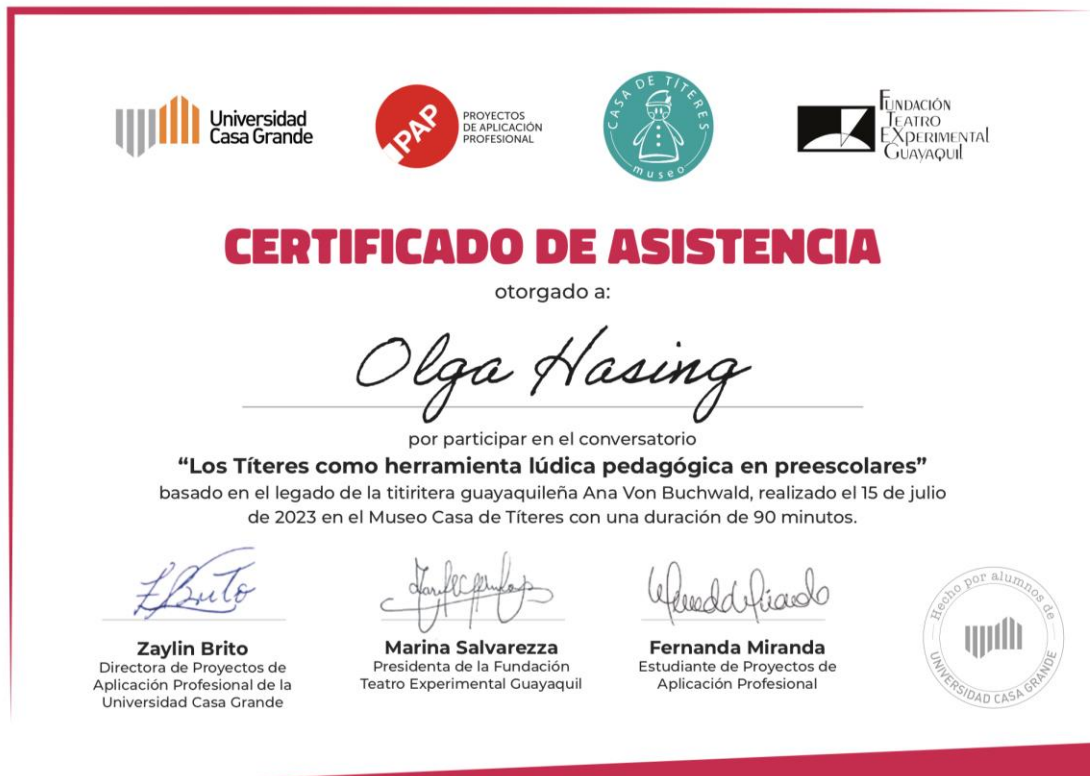 Universidad
Casa Grande
PAP
PROYECTOS
DE APLICACIÓN
PROFESIONAL
CASA DE TÍTERES
museo
FUNDACIÓN
TEATRO
EXPERIMENTAL
GUAYAQUIL
CERTIFICADO DE ASISTENCIA
otorgado a:
Olga Hasing
por participar en el conversatorio
“Los Títeres como herramienta lúdica pedagógica en preescolares”
basado en el legado de la titiritera guayaquileña Ana Von Buchwald, realizado el 15 de julio
de 2023 en el Museo Casa de Títeres con una duración de 90 minutos.
ZBrito
Zaylin Brito
Directora de Proyectos de
Aplicación Profesional de la
Universidad Casa Grande
Marina Salvarezza
Presidenta de la Fundación
Teatro Experimental Guayaquil
Fernanda Miranda
Estudiante de Proyectos de
Aplicación Profesional
Hecho por alumnos de
UNIVERSIDAD CASA GRANDE